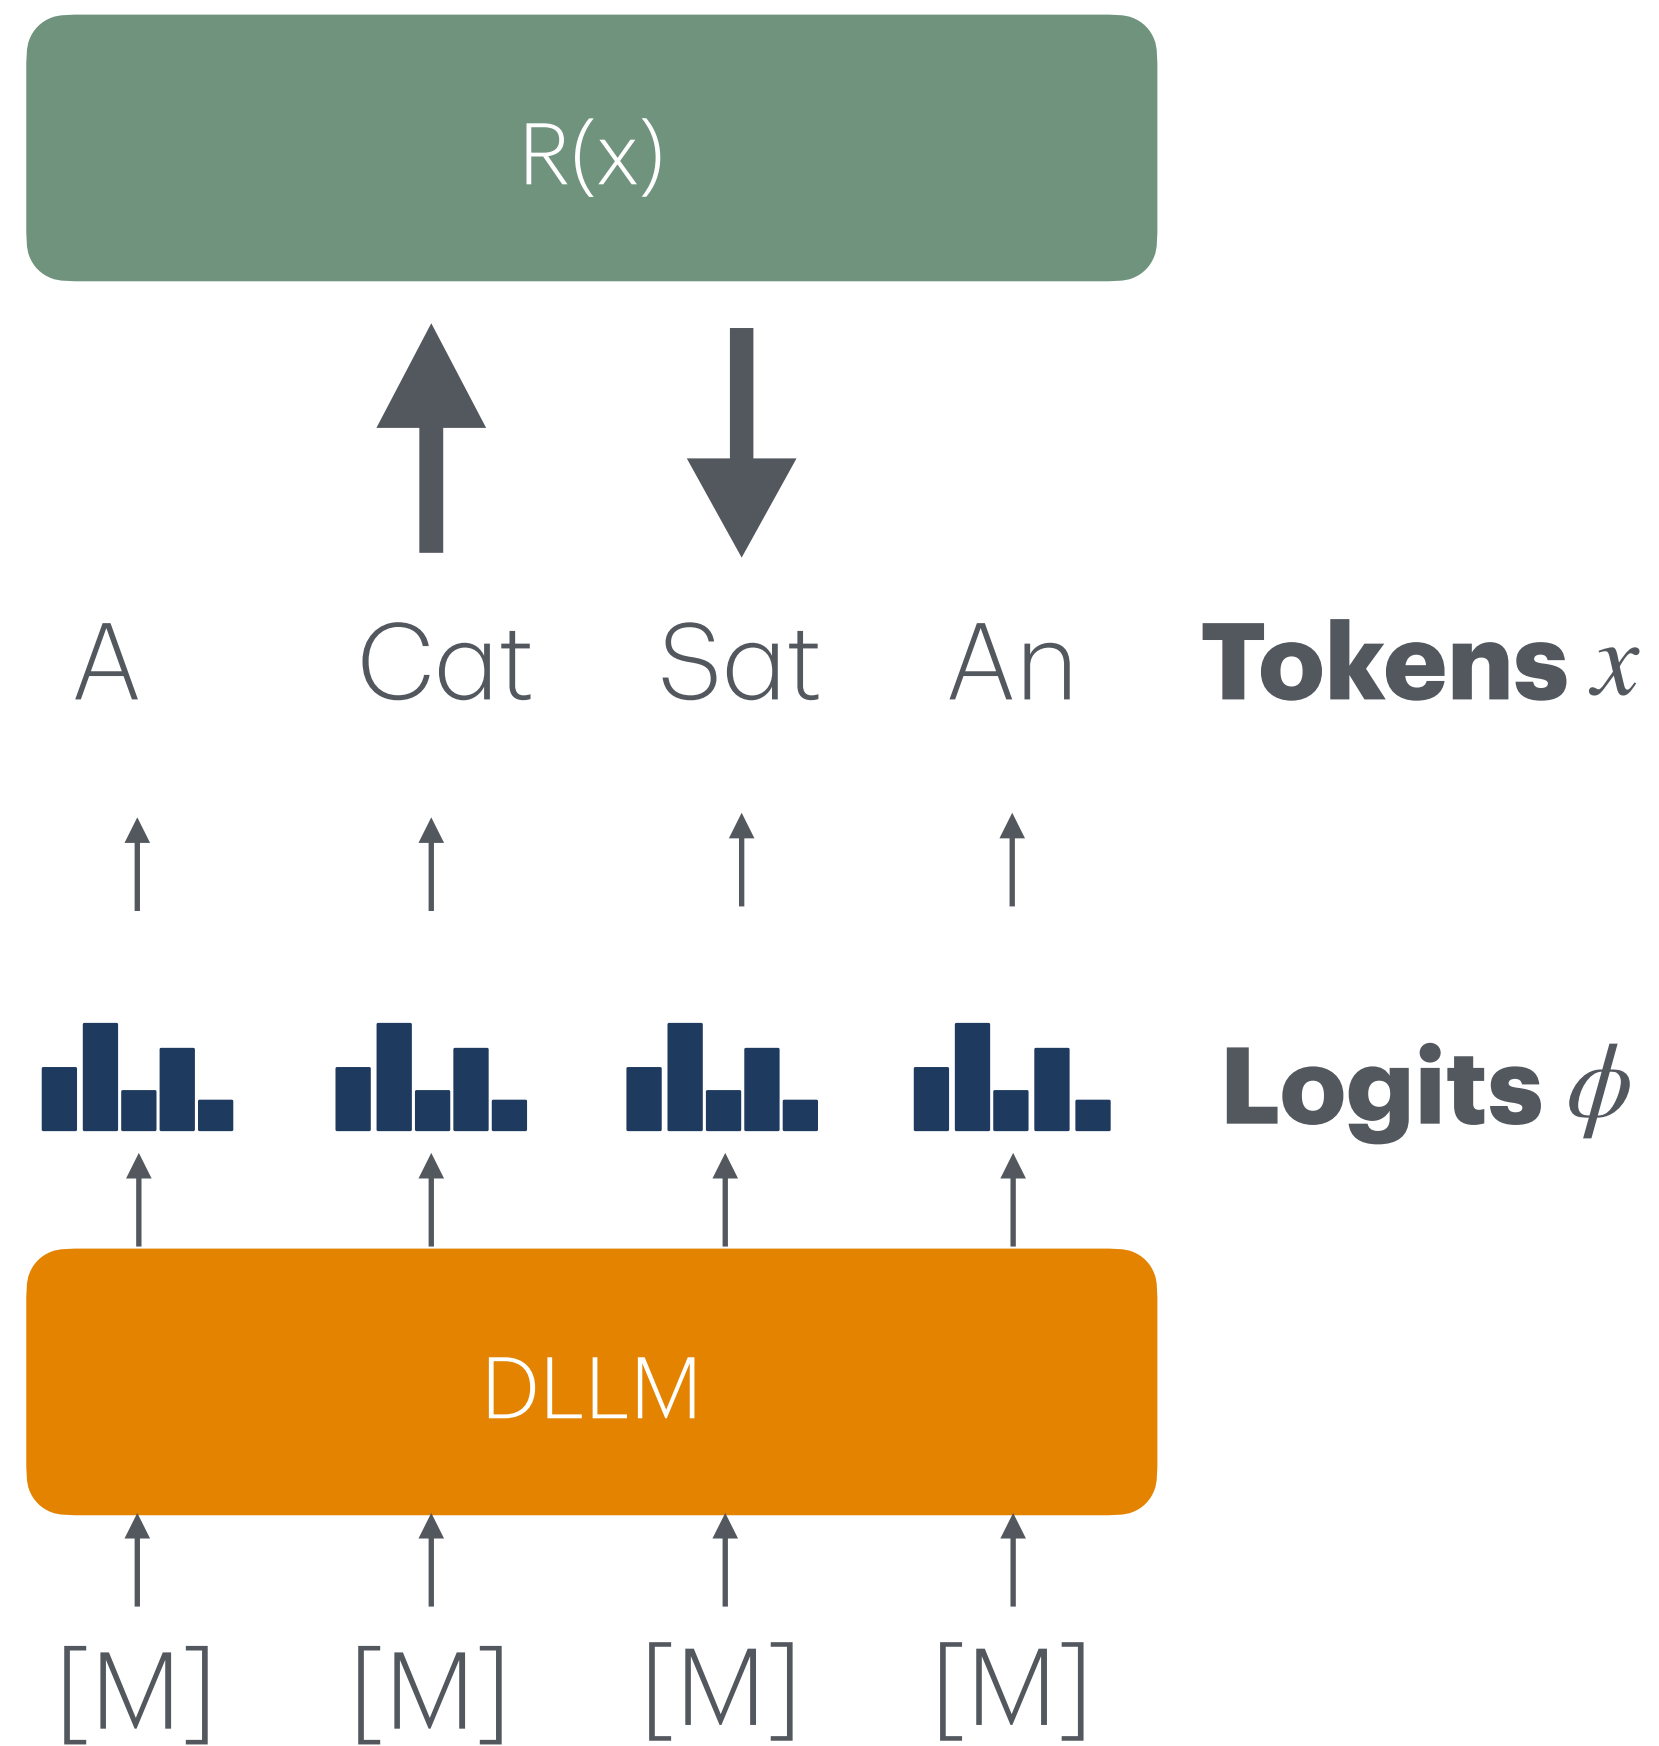 R(x)
A Cat Sat An Tokens x
Logits ϕ
DLLM
[M] [M] [M] [M]